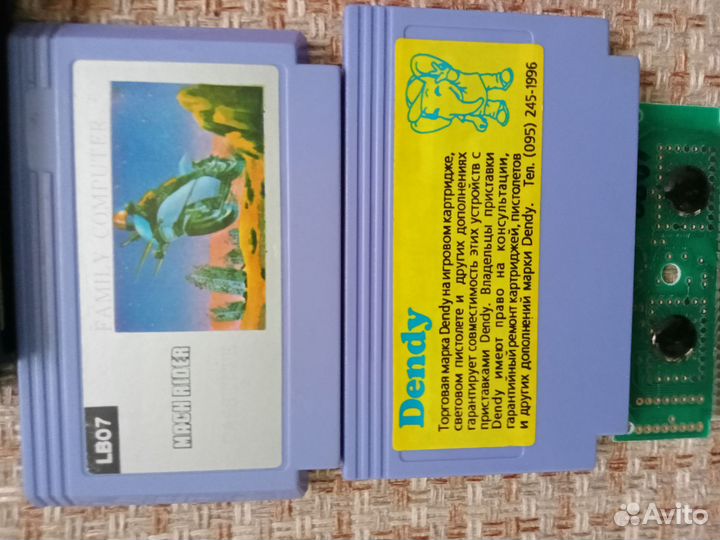 FAMILY COMPUTER
MACH RIDER
LB07
Dendy
Торговая марка Dendy на игровом картридже,
световом пистолете и других дополнениях
гарантирует совместимость этих устройств с
приставками Dendy. Владельцы приставки
Dendy имеют право на консультации,
гарантийный ремонт картриджей, пистолетов
и других дополнений марки Dendy. Тел. (095) 245-1996
Avito